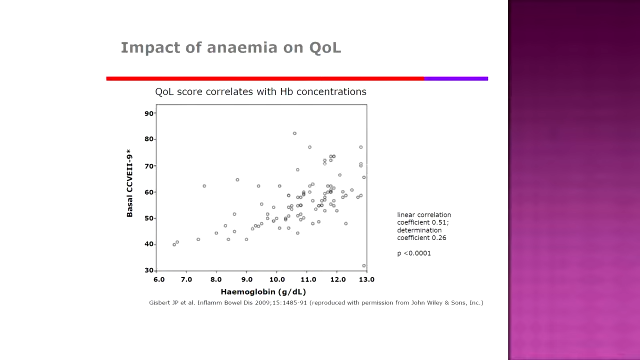 Impact of anaemia on QoL
QoL score correlates with Hb concentrations
90
80
70
60
50
40
30
Basal CCVEII-9*
6.0 7.0 8.0 9.0 10.0 11.0 12.0 13.0
Haemoglobin (g/dL)
linear correlation
coefficient 0.51;
determination
coefficient 0.26
p <0.0001
Gisbert JP et al. Inflamm Bowel Dis 2009;15:1485-91 (reproduced with permission from John Wiley & Sons, Inc.)